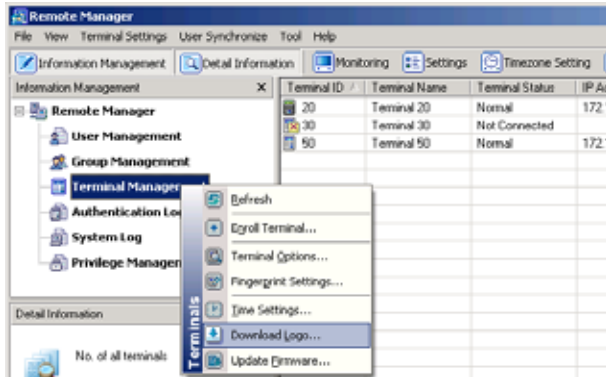 Remote Manager
File View Terminal Settings User Synchronize Tool Help
Information Management Detail Information Monitoring Settings Timezone Setting
Information Management X
Terminal ID Terminal Name Terminal Status IP A
20 Terminal 20 Normal 172
30 Terminal 30 Not Connected
50 Terminal 50 Normal 172
Remote Manager
User Management
Group Management
Terminal Manage
Authentication Lo
System Log
Privilege Manage
Terminals
Refresh
Enroll Terminal...
Terminal Options...
Fingerprint Settings...
Time Settings...
Download Logo...
Update Firmware...
Detail Information
No. of all terminals